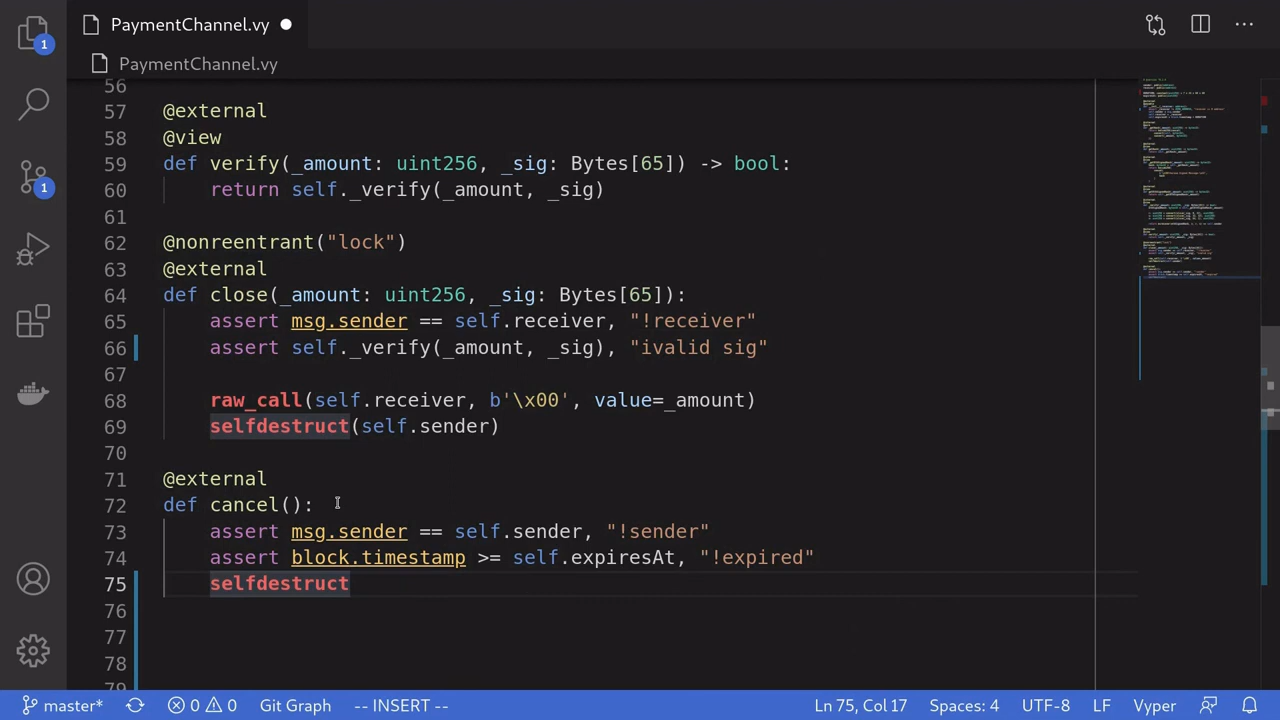 PaymentChannel.vy
PaymentChannel.vy
1
1
56
57 @external
58 @view
59 def verify(_amount: uint256, _sig: Bytes[65]) -> bool:
60 return self._verify(_amount, _sig)
61
62 @nonreentrant("lock")
63 @external
64 def close(_amount: uint256, _sig: Bytes[65]):
65 assert msg.sender == self.receiver, "!receiver"
66 assert self._verify(_amount, _sig), "ivalid sig"
67
68 raw_call(self.receiver, b'\x00', value=_amount)
69 selfdestruct(self.sender)
70
71 @external
72 def cancel():
73 assert msg.sender == self.sender, "!sender"
74 assert block.timestamp >= self.expiresAt, "!expired"
75 selfdestruct
76
77
78
79
master* 0 0 Git Graph -- INSERT -- Ln 75, Col 17 Spaces: 4 UTF-8 LF Vyper